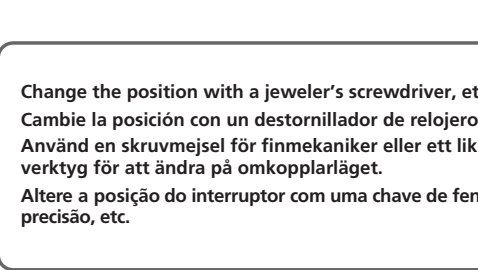 Change the position with a jeweler’s screwdriver, et
Cambie la posición con un destornillador de relojero
Använd en skruvmejsel för finmekaniker eller ett lik
verktyg för att ändra på omkopplarläget.
Altere a posição do interruptor com uma chave de fen
precisão, etc.